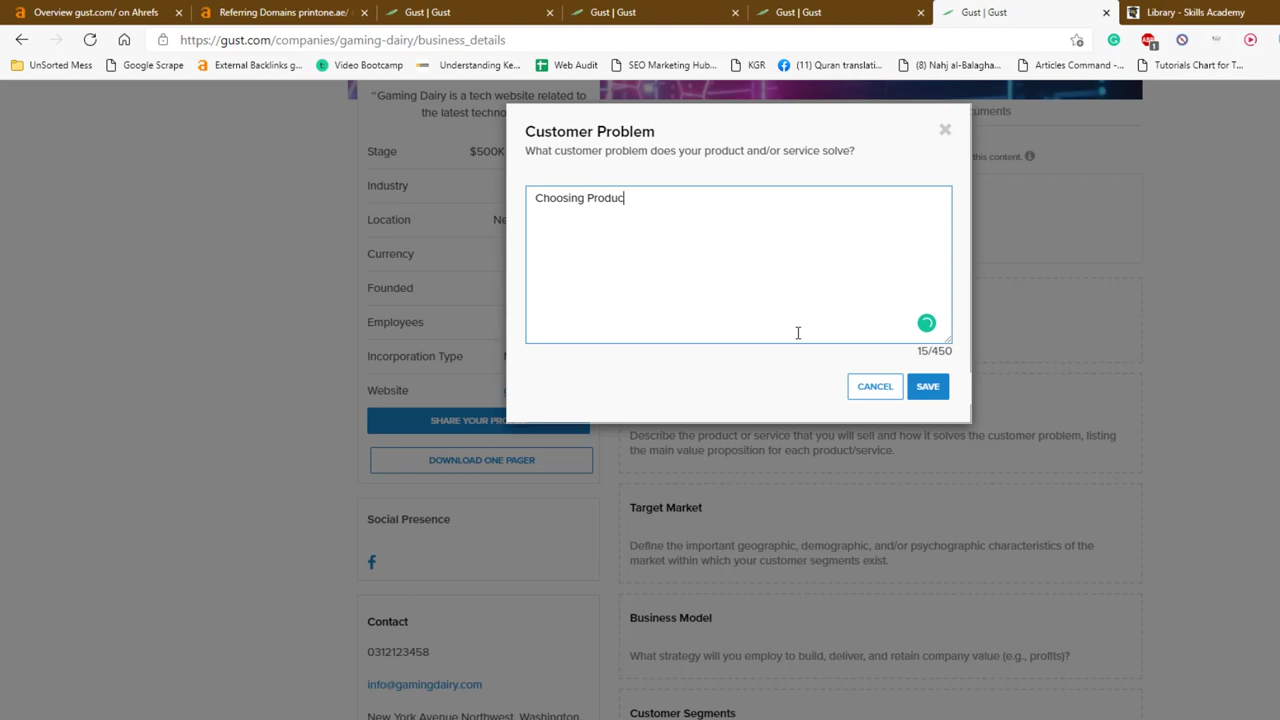 Overview gust.com/ on Ahrefs
Referring Domains printone.ae/
Gust | Gust
Gust | Gust
Gust | Gust
Gust | Gust
Library - Skills Academy
https://gust.com/companies/gaming-dairy/business_details
UnSorted Mess
Google Scrape
External Backlinks g...
Video Bootcamp
Understanding Ke...
Web Audit
SEO Marketing Hub...
KGR
(11) Quran translati...
(8) Nahj al-Balagha...
Articles Command -...
Tutorials Chart for T...
“Gaming Dairy is a tech website related to
the latest techno
Stage $500K
Industry
Location Ne
Currency
Founded
Employees
Incorporation Type
Website
SHARE YOUR PRO
DOWNLOAD ONE PAGER
Social Presence
Contact
0312123458
info@gamingdairy.com
New York Avenue Northwest, Washington
Customer Problem
What customer problem does your product and/or service solve?
Choosing Produc
15/450
CANCEL
SAVE
uments
this content.
Describe the product or service that you will sell and how it solves the customer problem, listing
the main value proposition for each product/service.
Target Market
Define the important geographic, demographic, and/or psychographic characteristics of the
market within which your customer segments exist.
Business Model
What strategy will you employ to build, deliver, and retain company value (e.g., profits)?
Customer Segments